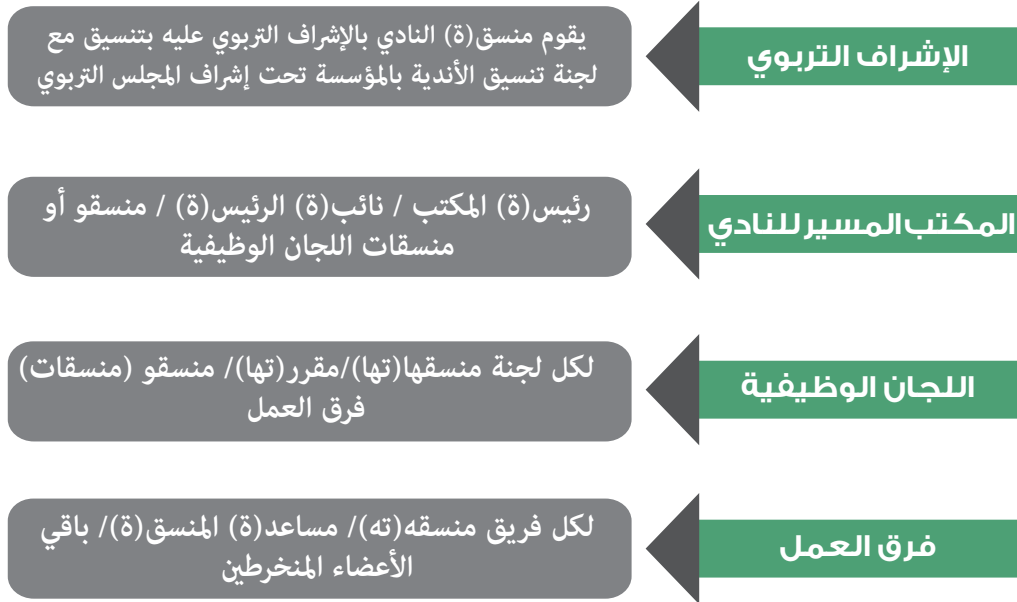 الإشراف التربوي
يقوم منسق(ة) النادي بالإشراف التربوي عليه بتنسيق مع
لجنة تنسيق الأندية بالمؤسسة تحت إشراف المجلس التربوي
المكتب المسير للنادي
رئيس(ة) المكتب / نائب(ة) الرئيس(ة) / منسقو أو
منسقات اللجان الوظيفية
اللجان الوظيفية
لكل لجنة منسقها(تها)/مقرر(تها)/ منسقو (منسقات)
فرق العمل
فرق العمل
لكل فريق منسقه(ته)/ مساعد(ة) المنسق(ة)/ باقي
الأعضاء المنخرطين